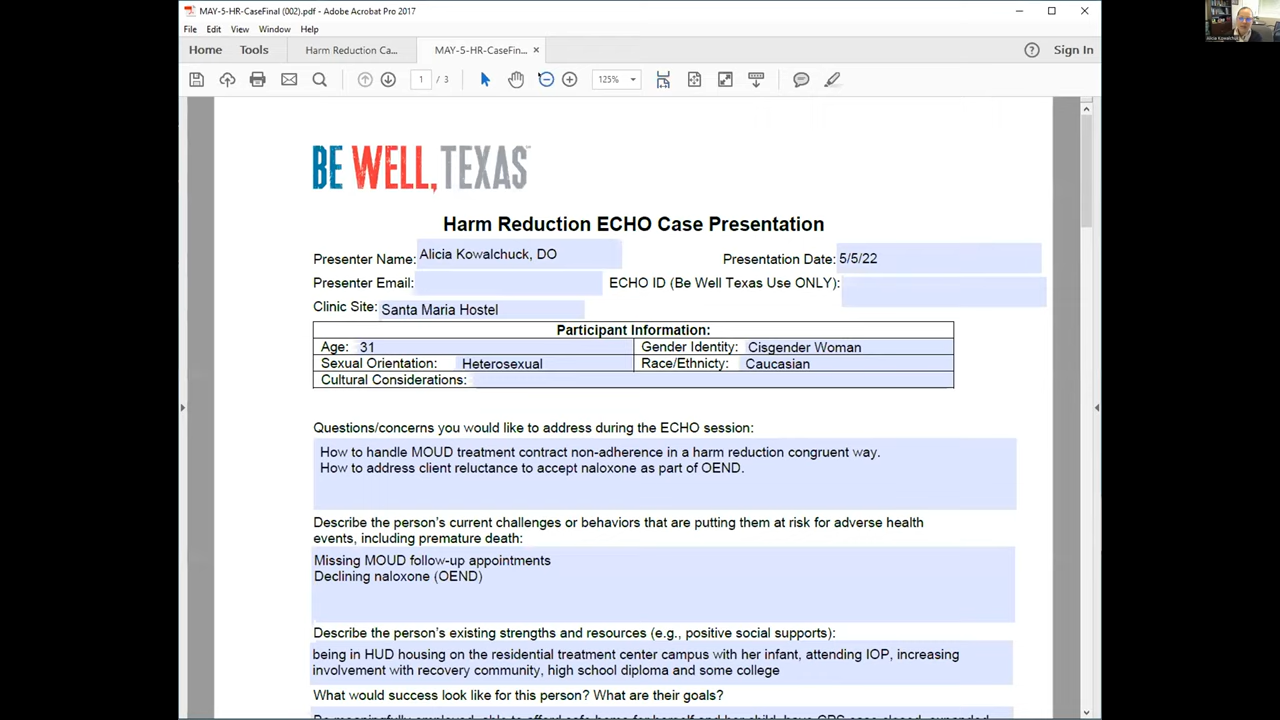 MAY-5-HR-CaseFinal (002).pdf - Adobe Acrobat Pro 2017
File Edit View Window Help
Home Tools Harm Reduction Ca... MAY-5-HR-CaseFin... × Sign In
1 / 3 125%
BE WELL, TEXAS
Harm Reduction ECHO Case Presentation
Presenter Name: Alicia Kowalchuck, DO Presentation Date: 5/5/22
Presenter Email: ECHO ID (Be Well Texas Use ONLY):
Clinic Site: Santa Maria Hostel
Participant Information:
Age: 31 Gender Identity: Cisgender Woman
Sexual Orientation: Heterosexual Race/Ethnicty: Caucasian
Cultural Considerations:
Questions/concerns you would like to address during the ECHO session:
How to handle MOUD treatment contract non-adherence in a harm reduction congruent way.
How to address client reluctance to accept naloxone as part of OEND.
Describe the person's current challenges or behaviors that are putting them at risk for adverse health
events, including premature death:
Missing MOUD follow-up appointments
Declining naloxone (OEND)
Describe the person's existing strengths and resources (e.g., positive social supports):
being in HUD housing on the residential treatment center campus with her infant, attending IOP, increasing
involvement with recovery community, high school diploma and some college
What would success look like for this person? What are their goals?